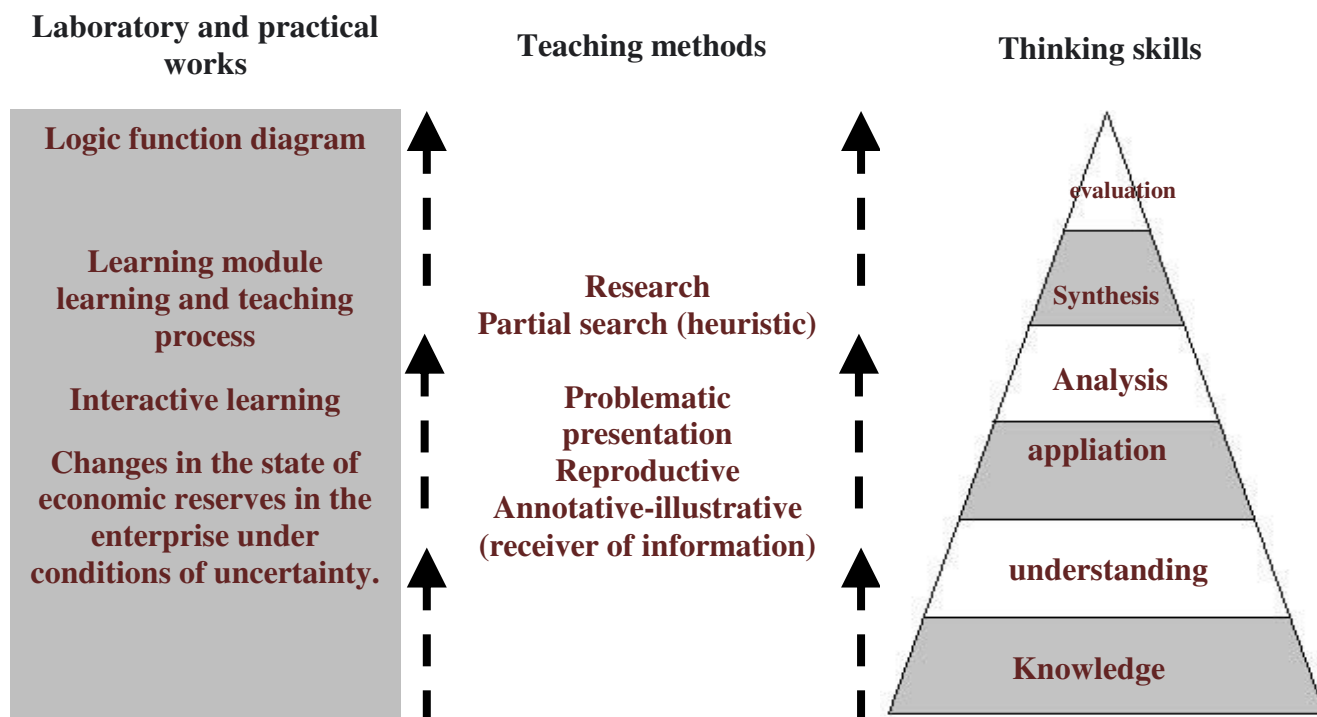 Laboratory and practical
works
Teaching methods
Thinking skills
Logic function diagram
Learning module
learning and teaching
process
Interactive learning
Changes in the state of
economic reserves in the
enterprise under
conditions of uncertainty.
Research
Partial search (heuristic)
Problematic
presentation
Reproductive
Annotative-illustrative
(receiver of information)
evaluation
Synthesis
Analysis
appliation
understanding
Knowledge